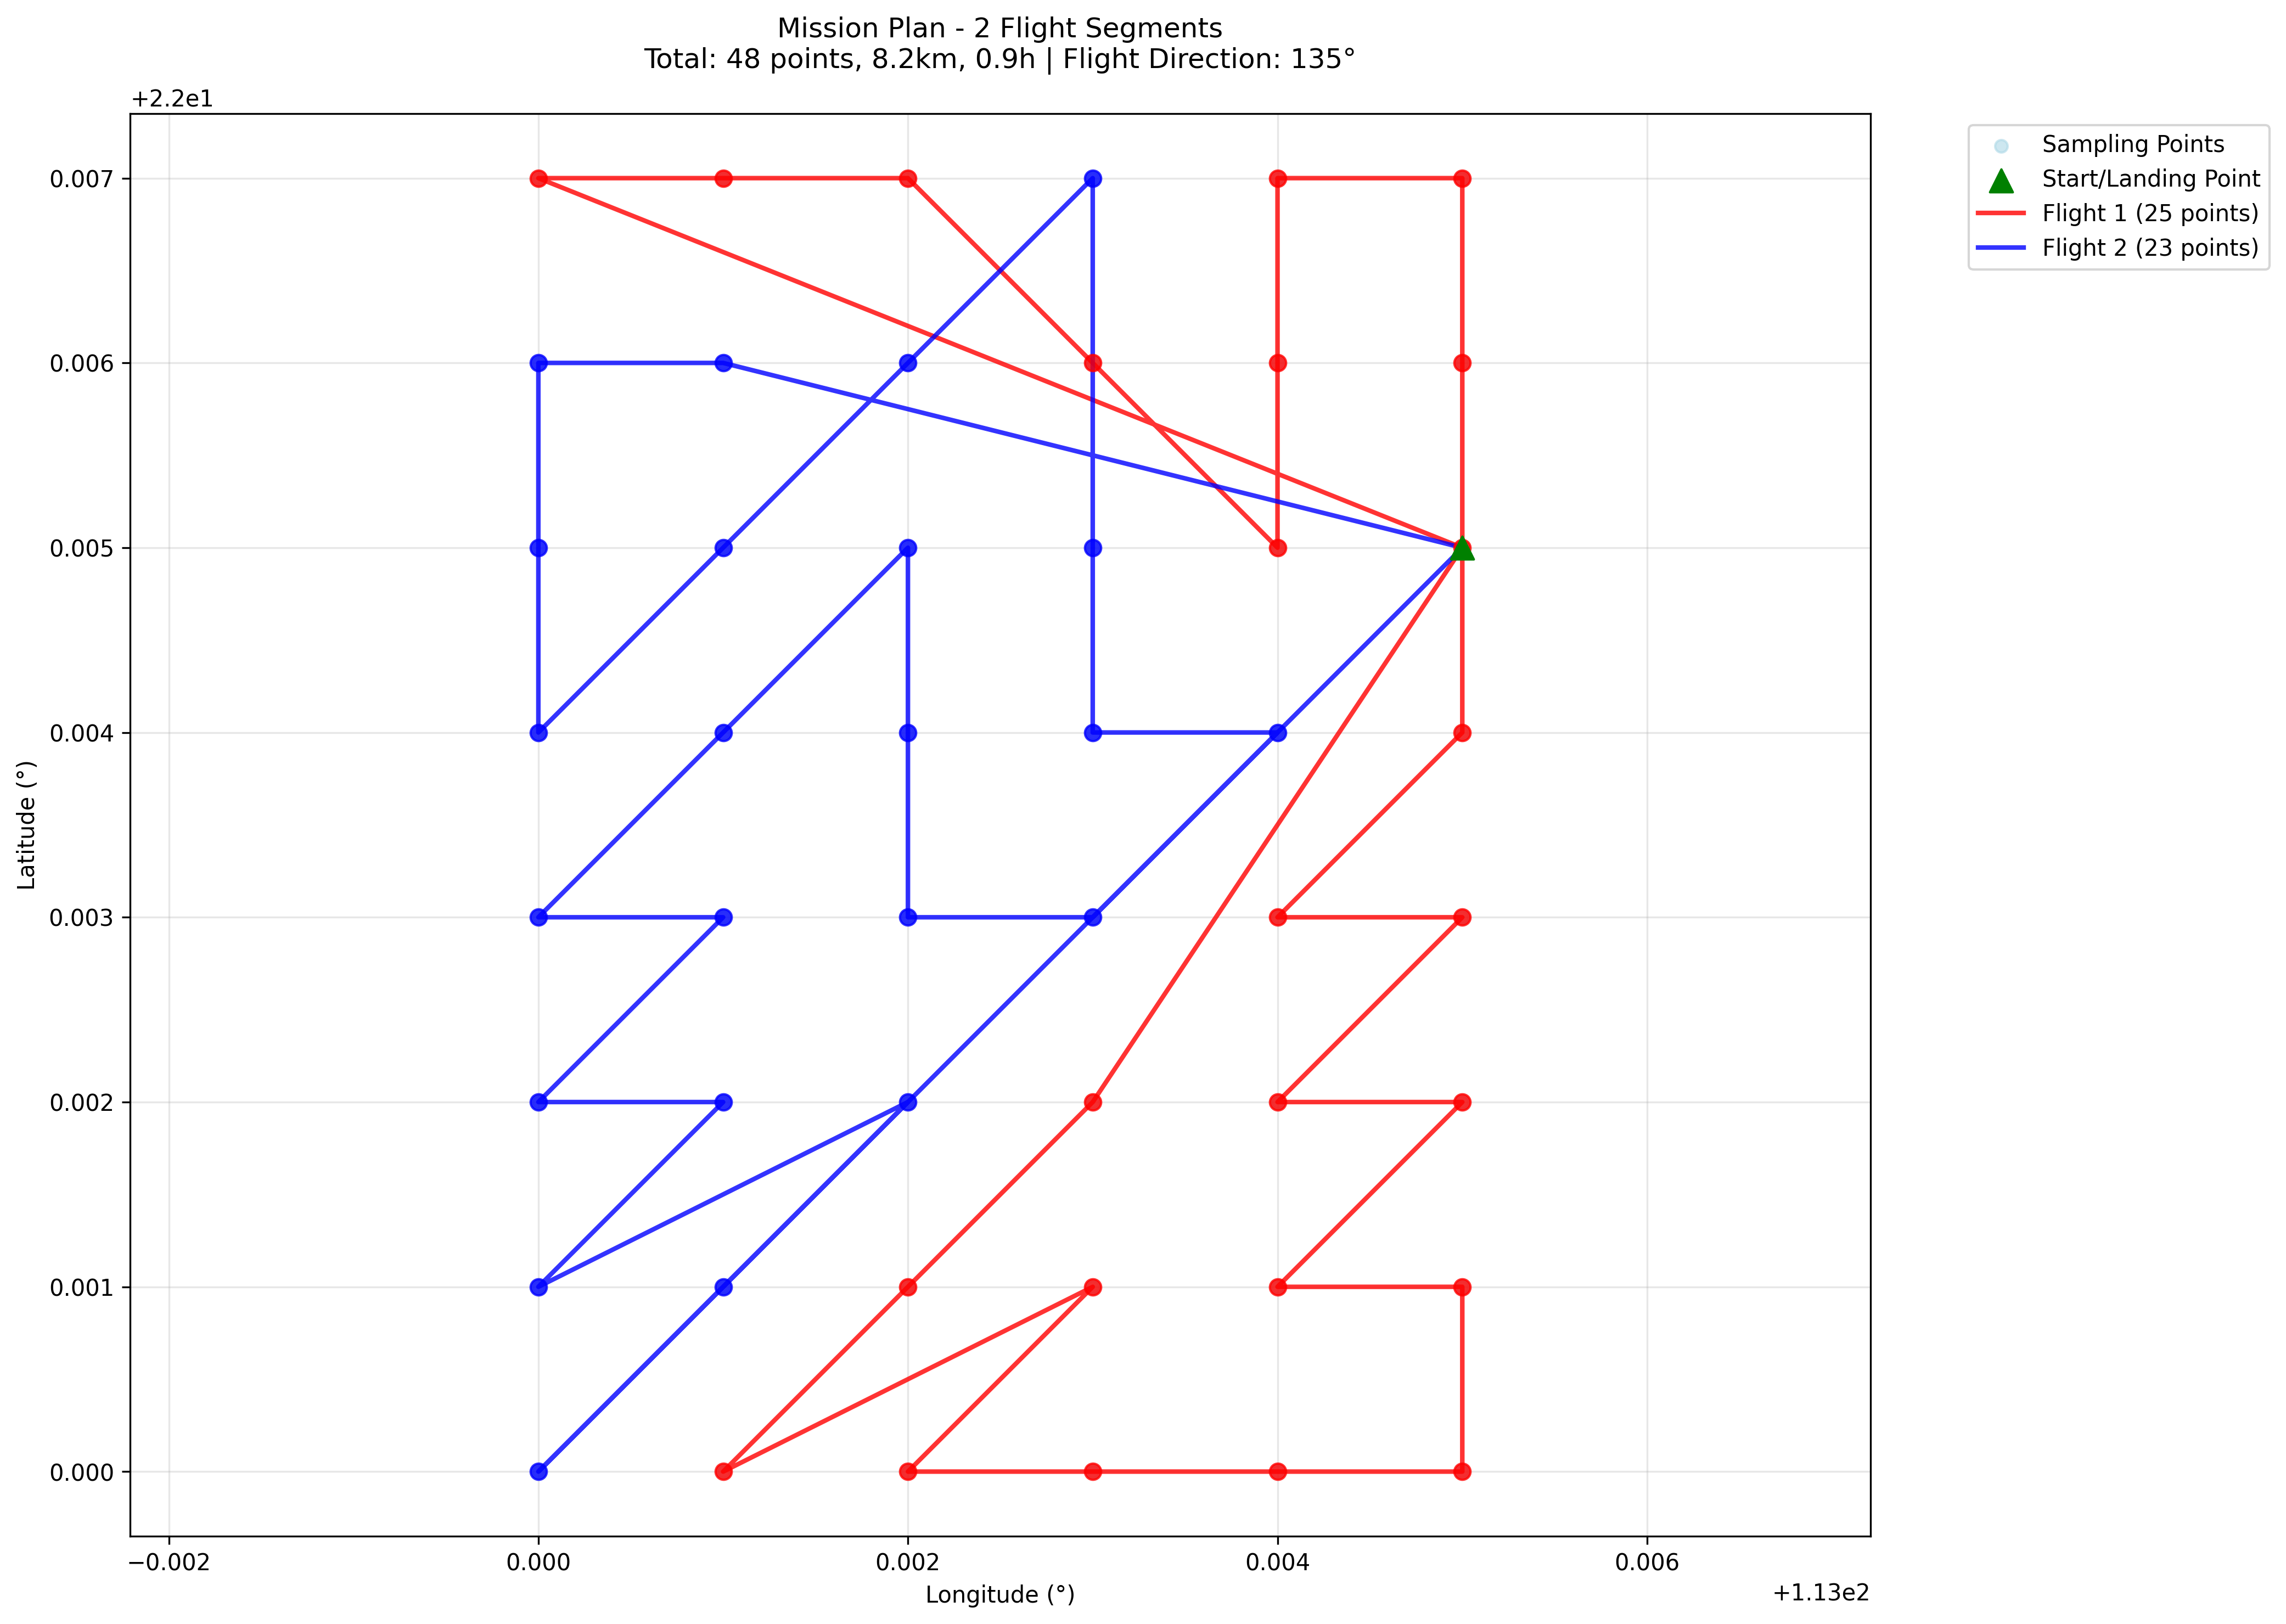 Mission Plan - 2 Flight Segments
Total: 48 points, 8.2km, 0.9h | Flight Direction: 135°
+2.2e1
Sampling Points
Start/Landing Point
Flight 1 (25 points)
Flight 2 (23 points)
0.007
0.006
0.005
0.004
0.003
0.002
0.001
0.000
Latitude (°)
−0.002
0.000
0.002
0.004
0.006
Longitude (°)
+1.13e2